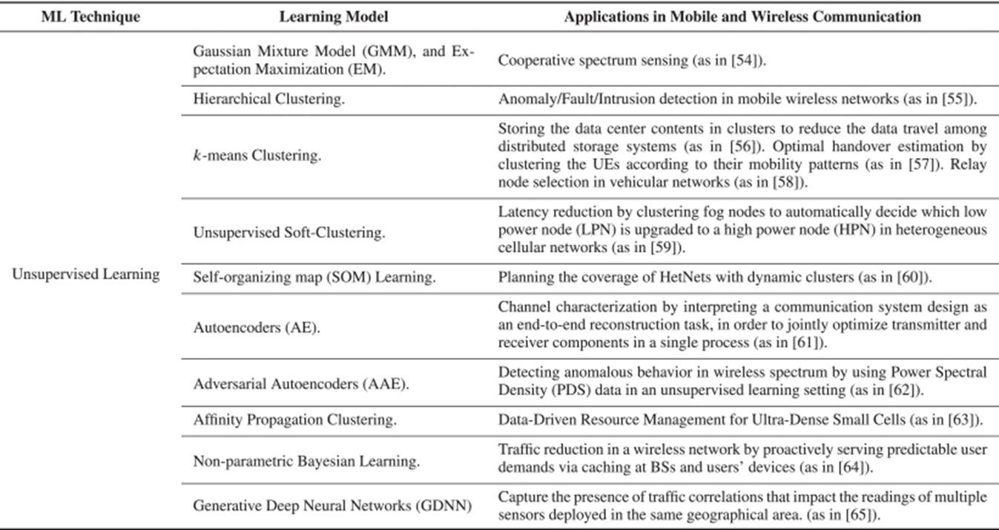 ML Technique Learning Model Applications in Mobile and Wireless Communication
Gaussian Mixture Model (GMM), and Ex-
pectation Maximization (EM).
Cooperative spectrum sensing (as in [54]).
Hierarchical Clustering.
Anomaly/Fault/Intrusion detection in mobile wireless networks (as in [55]).
k-means Clustering.
Storing the data center contents in clusters to reduce the data travel among
distributed storage systems (as in [56]). Optimal handover estimation by
clustering the UEs according to their mobility patterns (as in [57]). Relay
node selection in vehicular networks (as in [58]).
Unsupervised Soft-Clustering.
Latency reduction by clustering fog nodes to automatically decide which low
power node (LPN) is upgraded to a high power node (HPN) in heterogeneous
cellular networks (as in [59]).
Unsupervised Learning
Self-organizing map (SOM) Learning.
Planning the coverage of HetNets with dynamic clusters (as in [60]).
Autoencoders (AE).
Channel characterization by interpreting a communication system design as
an end-to-end reconstruction task, in order to jointly optimize transmitter and
receiver components in a single process (as in [61]).
Adversarial Autoencoders (AAE).
Detecting anomalous behavior in wireless spectrum by using Power Spectral
Density (PDS) data in an unsupervised learning setting (as in [62]).
Affinity Propagation Clustering.
Data-Driven Resource Management for Ultra-Dense Small Cells (as in [63]).
Non-parametric Bayesian Learning.
Traffic reduction in a wireless network by proactively serving predictable user
demands via caching at BSs and users’ devices (as in [64]).
Generative Deep Neural Networks (GDNN)
Capture the presence of traffic correlations that impact the readings of multiple
sensors deployed in the same geographical area. (as in [65]).